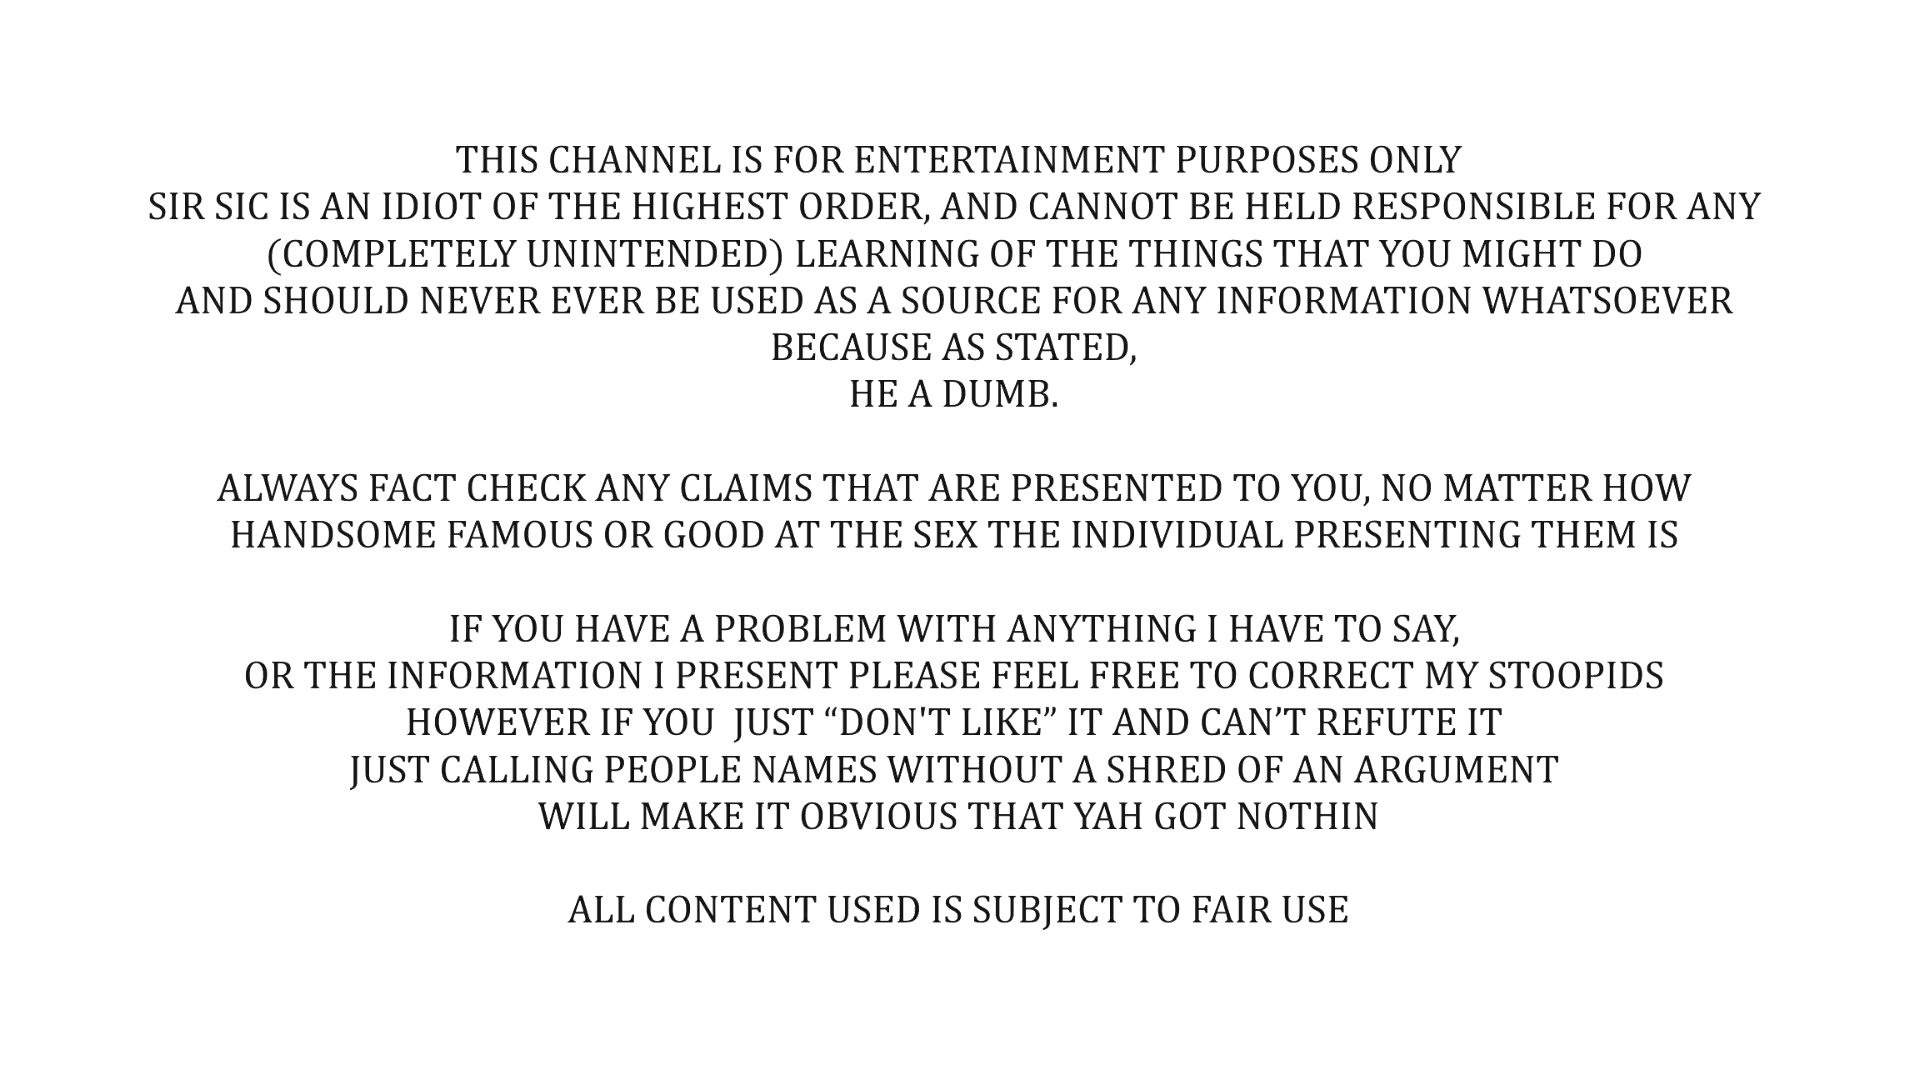 THIS CHANNEL IS FOR ENTERTAINMENT PURPOSES ONLY
SIR SIC IS AN IDIOT OF THE HIGHEST ORDER, AND CANNOT BE HELD RESPONSIBLE FOR ANY
(COMPLETELY UNINTENDED) LEARNING OF THE THINGS THAT YOU MIGHT DO
AND SHOULD NEVER EVER BE USED AS A SOURCE FOR ANY INFORMATION WHATSOEVER
BECAUSE AS STATED,
HE A DUMB.
ALWAYS FACT CHECK ANY CLAIMS THAT ARE PRESENTED TO YOU, NO MATTER HOW
HANDSOME FAMOUS OR GOOD AT THE SEX THE INDIVIDUAL PRESENTING THEM IS
IF YOU HAVE A PROBLEM WITH ANYTHING I HAVE TO SAY,
OR THE INFORMATION I PRESENT PLEASE FEEL FREE TO CORRECT MY STOOPIDS
HOWEVER IF YOU  JUST “DON'T LIKE” IT AND CAN’T REFUTE IT
JUST CALLING PEOPLE NAMES WITHOUT A SHRED OF AN ARGUMENT
WILL MAKE IT OBVIOUS THAT YAH GOT NOTHIN
ALL CONTENT USED IS SUBJECT TO FAIR USE